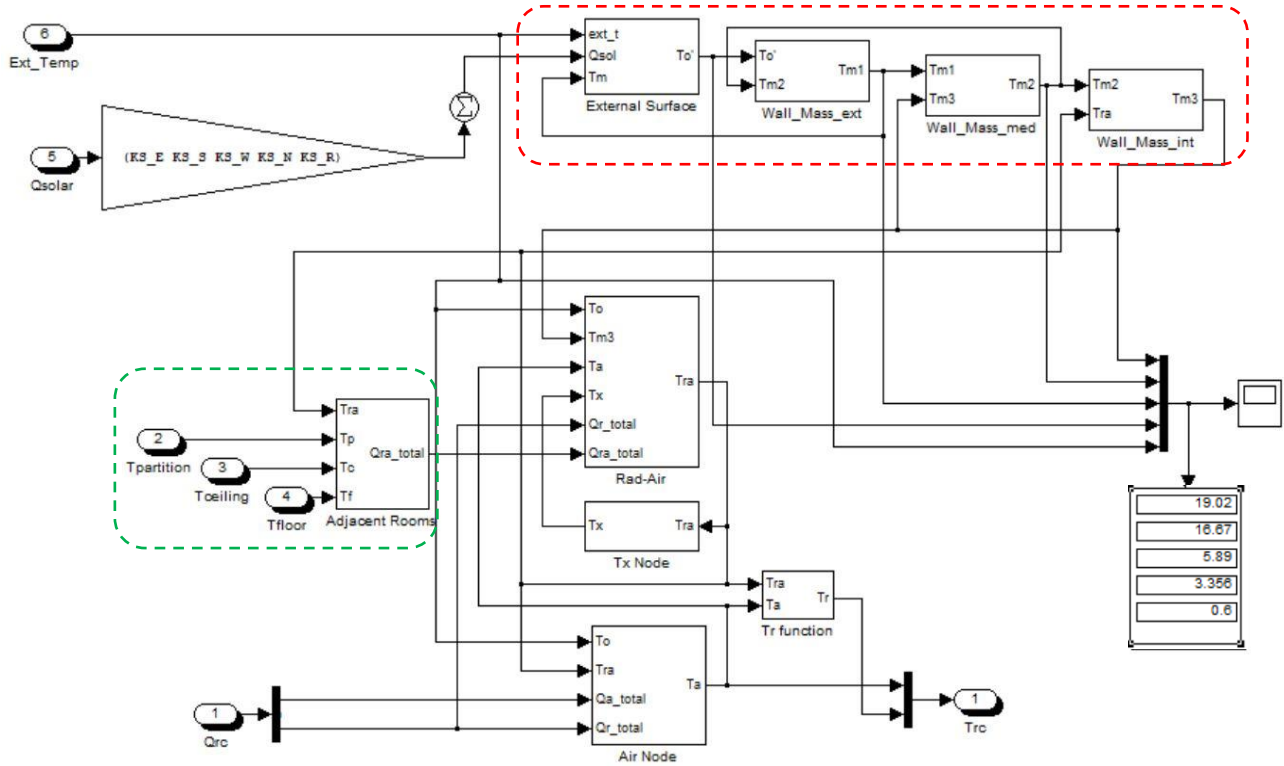 6
Ext_Temp
ext_t
Qsol
Tm
To'
External Surface
To'
Tm2
Tm1
Wall_Mass_ext
Tm1
Tm3
Tm2
Wall_Mass_med
Tm2
Tra
Tm3
Wall_Mass_int
Σ
5
Qsolar
(KS_E KS_S KS_W KS_N KS_R)
To
Tm3
Ta
Tx
Qr_total
Qra_total
Tra
Rad-Air
2
Tpartition
3
Tceiling
4
Tfloor
Tra
Tp
Tc
Tf
Qra_total
Adjacent Rooms
Tx
Tra
Tx Node
19.02
16.67
5.89
3.356
0.6
Tra
Ta
Tr
Tr function
To
Tra
Qa_total
Qr_total
Ta
Air Node
1
Qrc
1
Trc